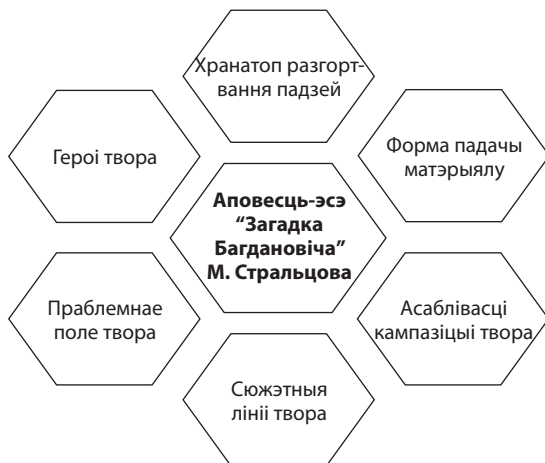 Хранатоп разгорт-
вання падзей
Героі твора
Форма падачы
матэрыялу
Аповесць-эсэ
“Загадка
Багдановіча”
М. Стральцова
Праблемнае
поле твора
Асаблівасці
кампазіцыі твора
Сюжэтныя
лініі твора